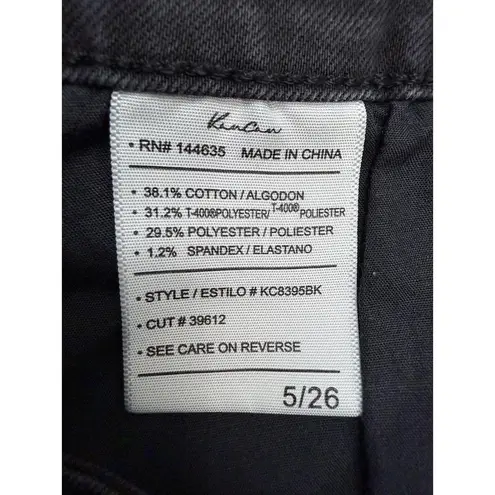 KanCan
• RN# 144635 MADE IN CHINA
• 38.1% COTTON / ALGODON
• 31.2% T-400®POLYESTER/ T-400® POLIESTER
• 29.5% POLYESTER / POLIESTER
• 1.2% SPANDEX / ELASTANO
• STYLE / ESTILO # KC8395BK
• CUT # 39612
• SEE CARE ON REVERSE
5/26